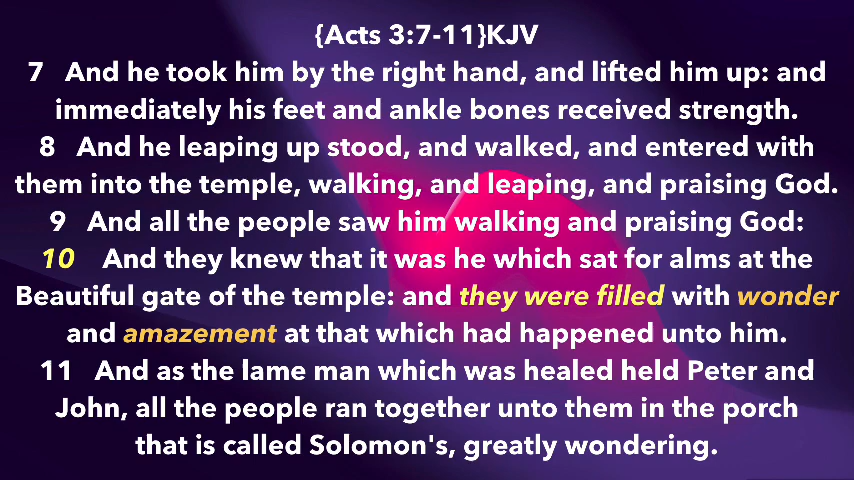 {Acts 3:7-11}KJV
7 And he took him by the right hand, and lifted him up: and
immediately his feet and ankle bones received strength.
8 And he leaping up stood, and walked, and entered with
them into the temple, walking, and leaping, and praising God.
9 And all the people saw him walking and praising God:
10 And they knew that it was he which sat for alms at the
Beautiful gate of the temple: and they were filled with wonder
and amazement at that which had happened unto him.
11 And as the lame man which was healed held Peter and
John, all the people ran together unto them in the porch
that is called Solomon's, greatly wondering.